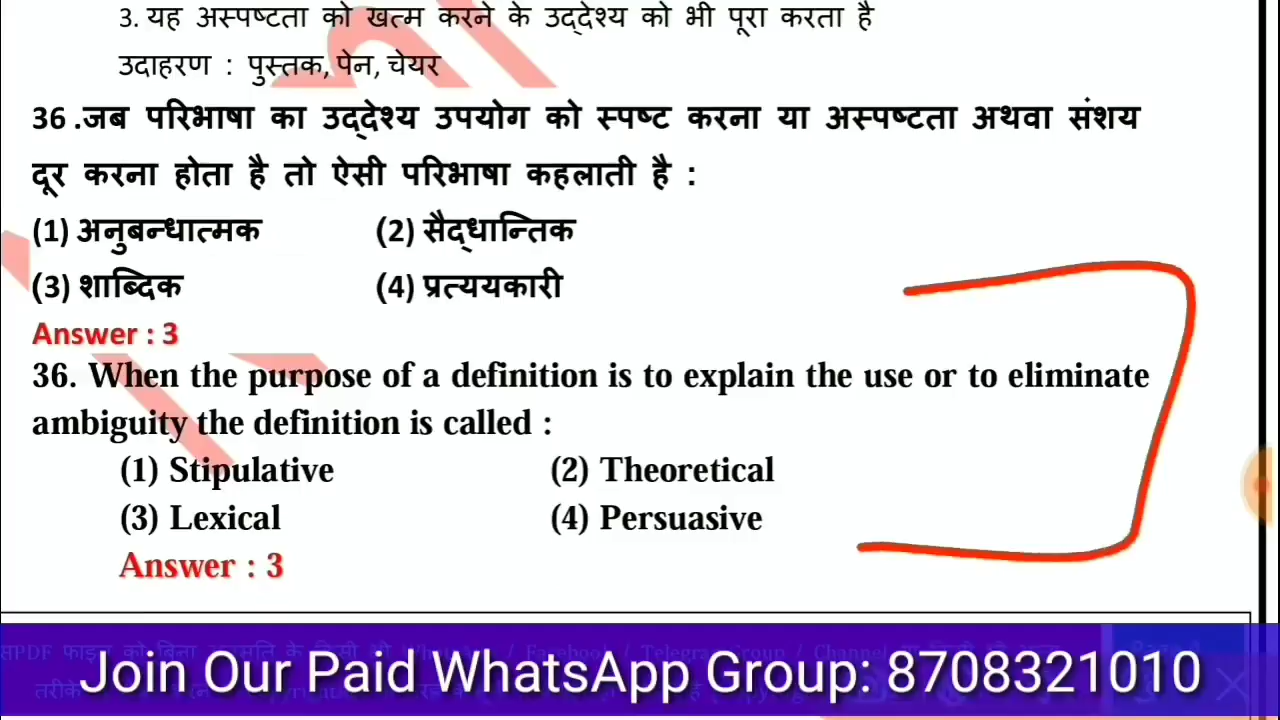 3. यह अस्पष्टता को खत्म करने के उद्देश्य को भी पूरा करता है
उदाहरण : पुस्तक, पेन, चेयर
36 .जब परिभाषा का उद्देश्य उपयोग को स्पष्ट करना या अस्पष्टता अथवा संशय
दूर करना होता है तो ऐसी परिभाषा कहलाती है :
(1) अनुबन्धात्मक (2) सैद्धान्तिक
(3) शाब्दिक (4) प्रत्ययकारी
Answer : 3
36. When the purpose of a definition is to explain the use or to eliminate
ambiguity the definition is called :
(1) Stipulative (2) Theoretical
(3) Lexical (4) Persuasive
Answer : 3
Join Our Paid WhatsApp Group: 8708321010